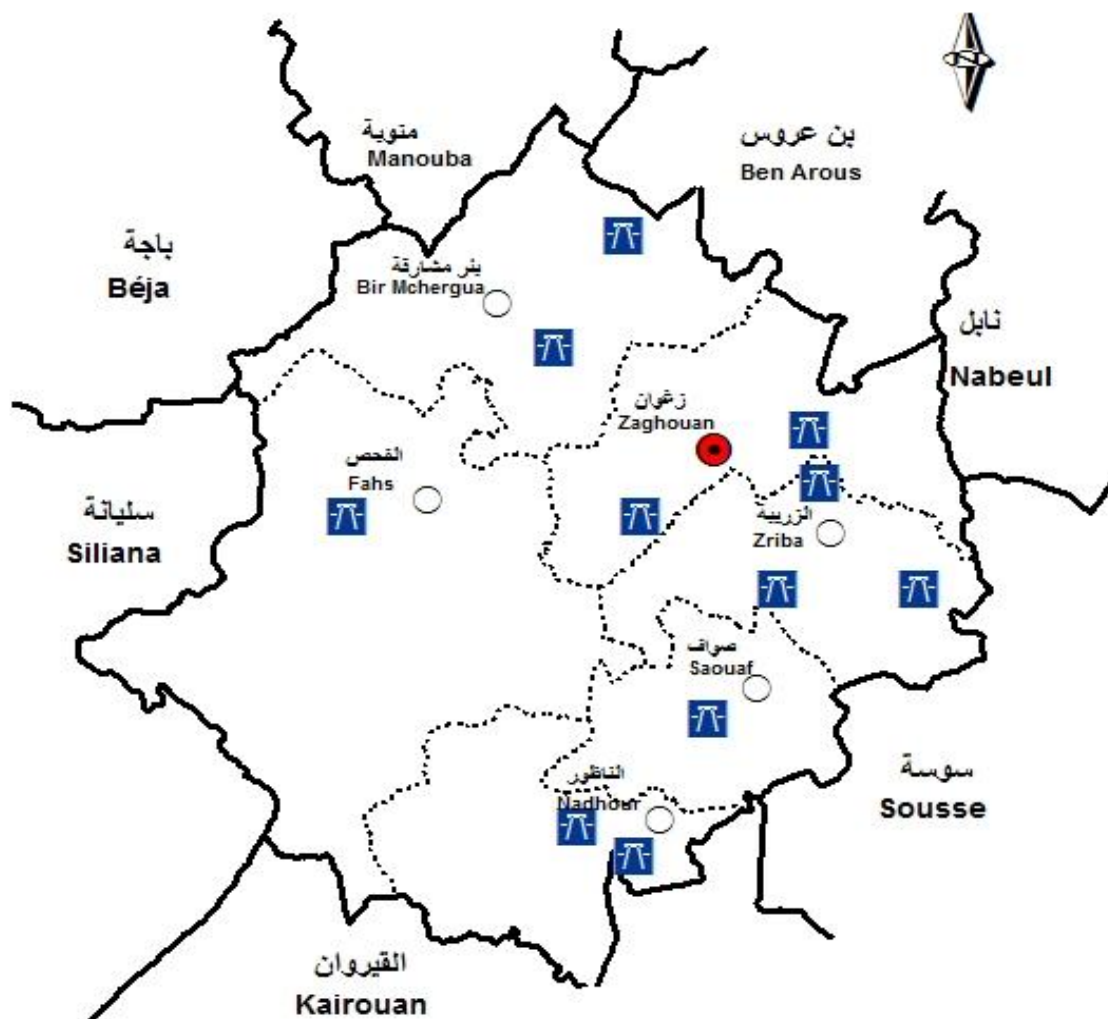 N
منوبة
Manouba
بن عروس
Ben Arous
باجة
Béja
بئر مشارقة
Bir Mchergua
نابل
Nabeul
زغوان
Zaghouan
الفحص
Fahs
سليانة
Siliana
الزريبة
Zriba
صواف
Saouaf
الناظور
Nadhour
سوسة
Sousse
القيروان
Kairouan